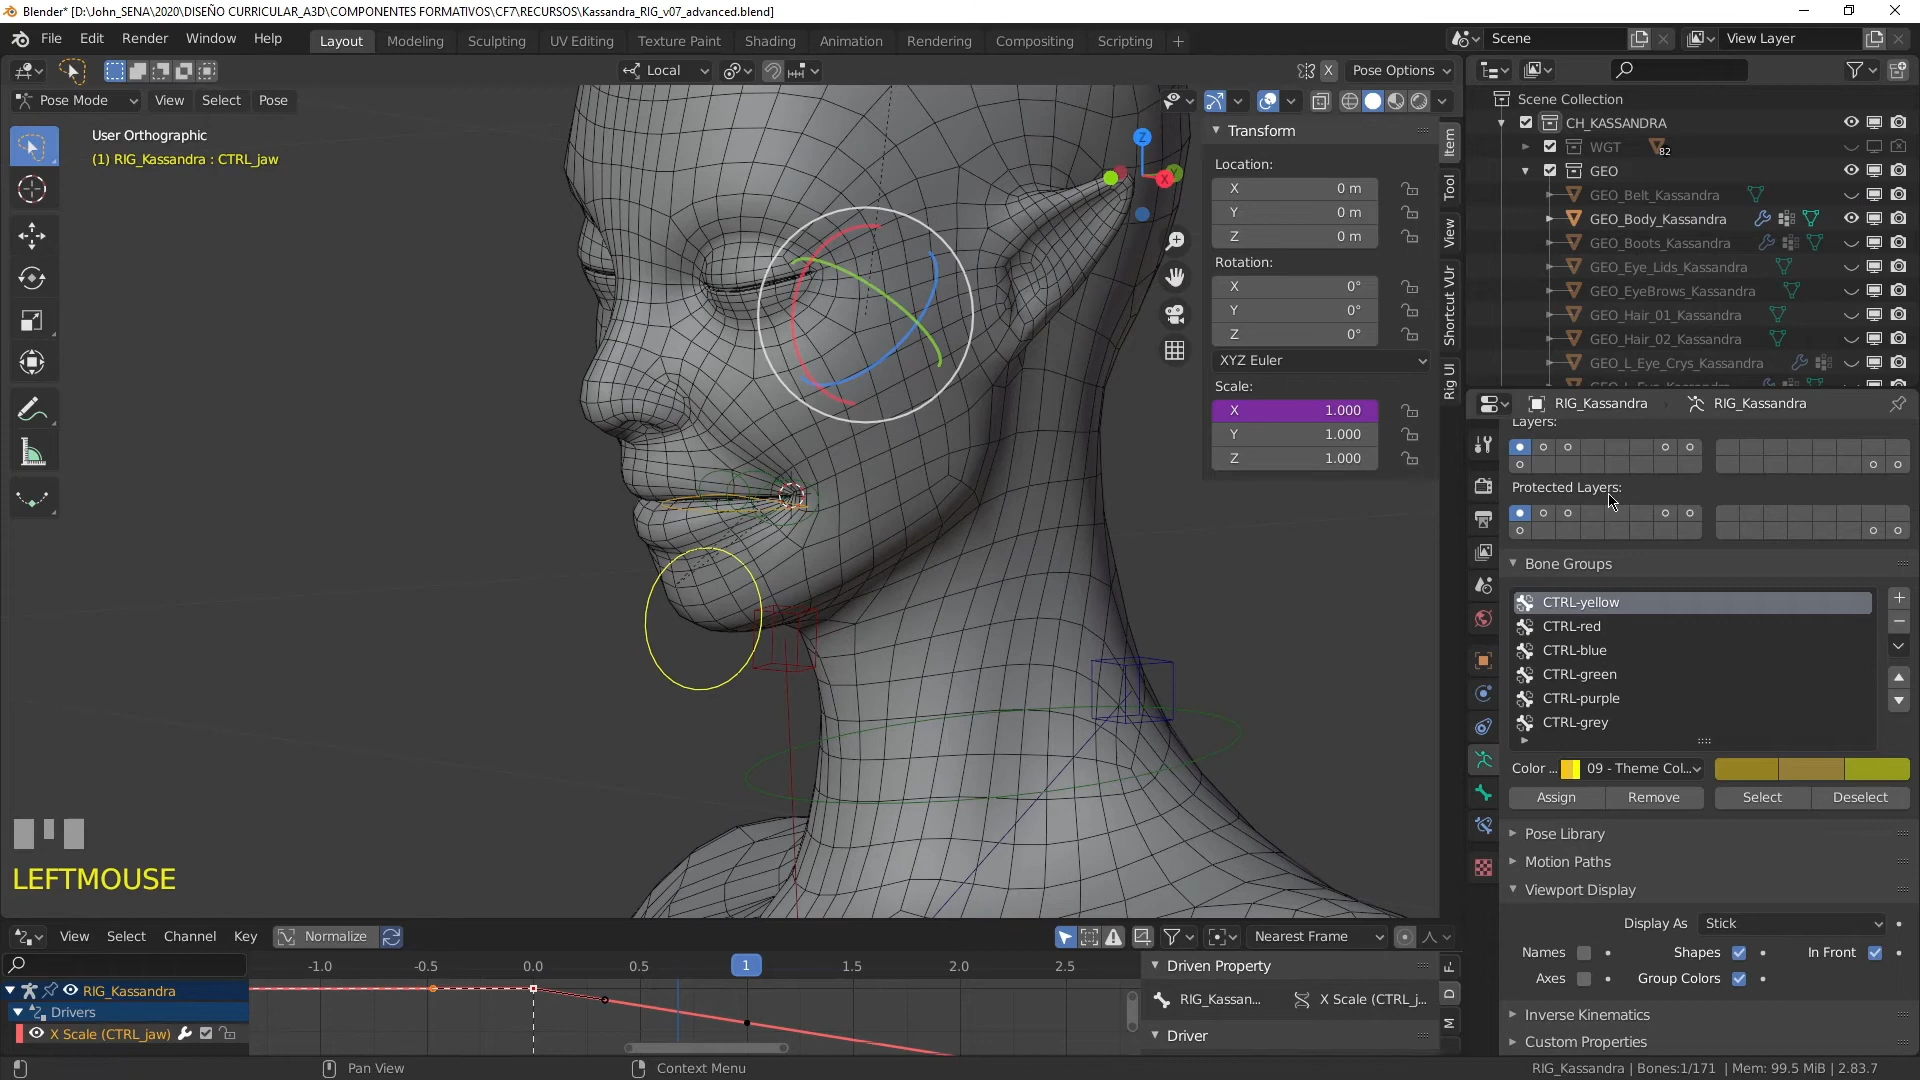 Blender* [D:\John_SENA\2020\DISEÑO CURRICULAR_A3D\COMPONENTES FORMATIVOS\CF7\RECURSOS\Kassandra_RIG_v07_advanced.blend]
File Edit Render Window Help Layout Modeling Sculpting UV Editing Texture Paint Shading Animation Rendering Compositing Scripting + Scene View Layer
Local X Pose Options
Pose Mode View Select Pose
User Orthographic
(1) RIG_Kassandra : CTRL_jaw
Transform
Location:
X 0 m
Y 0 m
Z 0 m
Rotation:
X 0°
Y 0°
Z 0°
XYZ Euler
Scale:
X 1.000
Y 1.000
Z 1.000
Item
Tool
View
Shortcut VUr
Rig UI
Z
X
Scene Collection
CH_KASSANDRA
WGT 82
GEO
GEO_Belt_Kassandra
GEO_Body_Kassandra
GEO_Boots_Kassandra
GEO_Eye_Lids_Kassandra
GEO_EyeBrows_Kassandra
GEO_Hair_01_Kassandra
GEO_Hair_02_Kassandra
GEO_L_Eye_Crys_Kassandra
RIG_Kassandra RIG_Kassandra
Layers:
Protected Layers:
Bone Groups
CTRL-yellow
CTRL-red
CTRL-blue
CTRL-green
CTRL-purple
CTRL-grey
Color ... 09 - Theme Col...
Assign Remove Select Deselect
Pose Library
Motion Paths
Viewport Display
Display As Stick
Names Shapes In Front
Axes Group Colors
Inverse Kinematics
Custom Properties
LEFTMOUSE
View Select Channel Key Normalize Nearest Frame
-1.0 -0.5 0.0 0.5 1 1.5 2.0 2.5
RIG_Kassandra
Drivers
X Scale (CTRL_jaw)
Driven Property
RIG_Kassan... X Scale (CTRL_j...
Driver
F
D
M
Pan View Context Menu RIG_Kassandra | Bones:1/171 | Mem: 99.5 MiB | 2.83.7